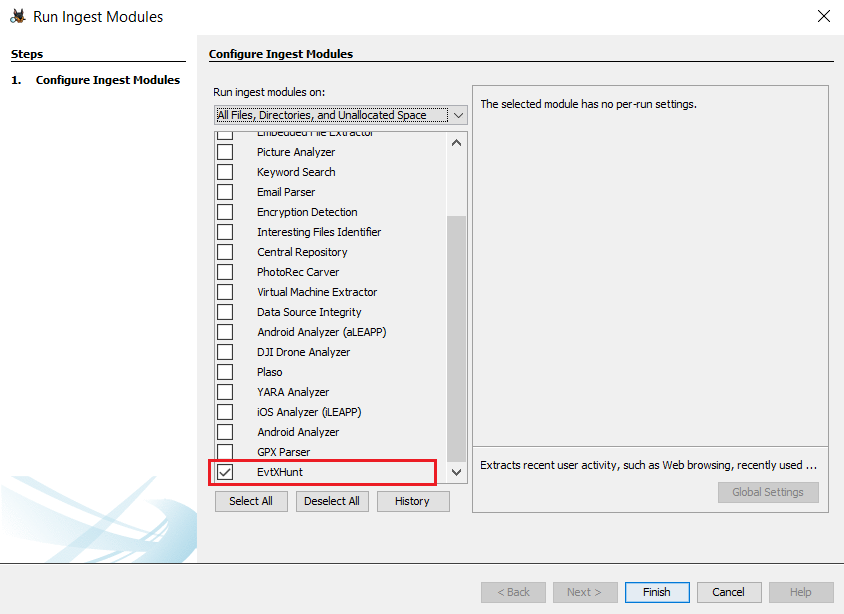 Run Ingest Modules
Steps
1. Configure Ingest Modules
Configure Ingest Modules
Run ingest modules on:
All Files, Directories, and Unallocated Space
Embedded File Extractor
Picture Analyzer
Keyword Search
Email Parser
Encryption Detection
Interesting Files Identifier
Central Repository
PhotoRec Carver
Virtual Machine Extractor
Data Source Integrity
Android Analyzer (aLEAPP)
DJI Drone Analyzer
Plaso
YARA Analyzer
iOS Analyzer (iLEAPP)
Android Analyzer
GPX Parser
EvtXHunt
Select All
Deselect All
History
The selected module has no per-run settings.
Extracts recent user activity, such as Web browsing, recently used ...
Global Settings
< Back
Next >
Finish
Cancel
Help